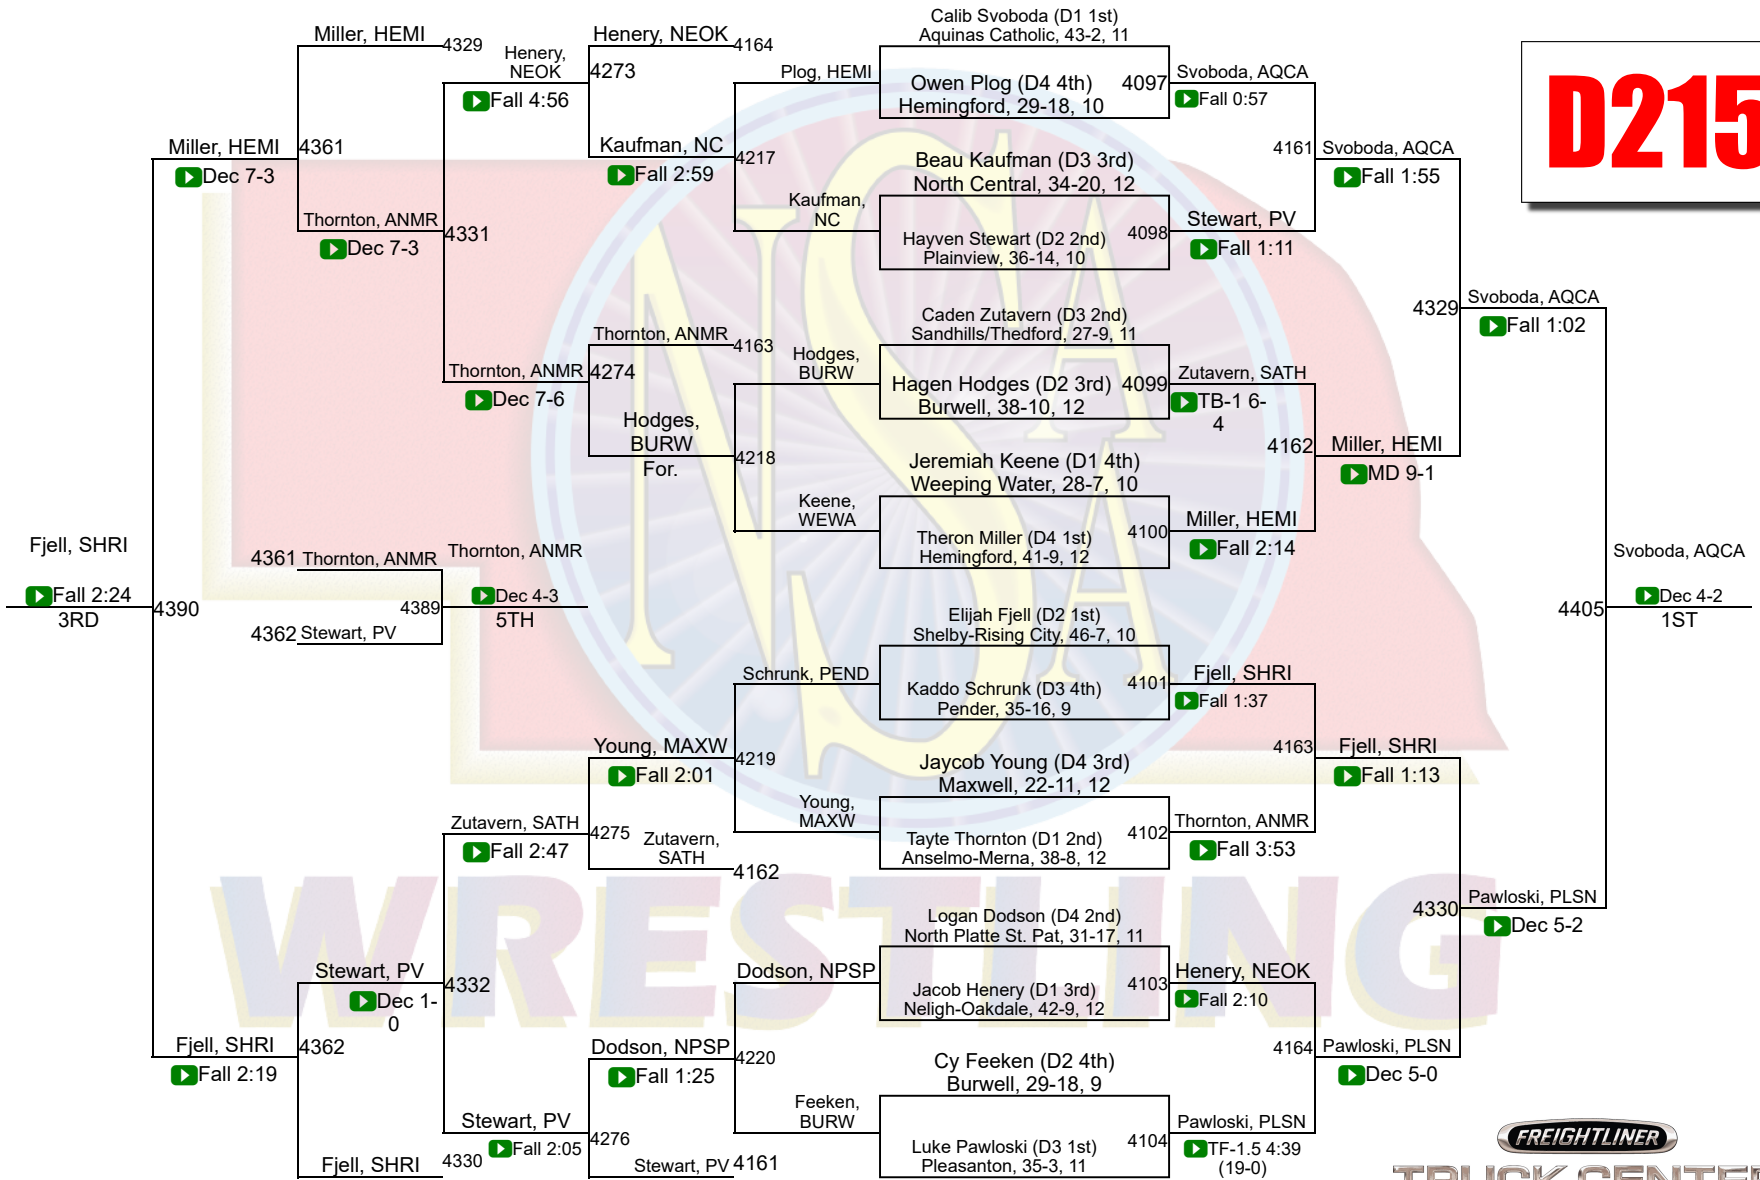 D215
Miller, HEMI
4329
Henery,
NEOK
4273
Fall 4:56
Henery, NEOK
4164
Kaufman, NC
4217
Fall 2:59
Miller, HEMI
4361
Dec 7-3
Thornton, ANMR
4331
Dec 7-3
Thornton, ANMR
4163
Thornton, ANMR
4274
Dec 7-6
Hodges,
BURW
For.
4218
Fjell, SHRI
Fall 2:24
3RD
4390
4361 Thornton, ANMR
4362 Stewart, PV
4389
Thornton, ANMR
Dec 4-3
5TH
Young, MAXW
4219
Fall 2:01
Zutavern, SATH
4275
Fall 2:47
Zutavern,
SATH
4162
Stewart, PV
4332
Dec 1-
0
Fjell, SHRI
4362
Fall 2:19
Dodson, NPSP
4220
Fall 1:25
Stewart, PV
4276
Fall 2:05
Stewart, PV 4161
Fjell, SHRI
4330
Plog, HEMI
Kaufman,
NC
Hodges,
BURW
Keene,
WEWA
Schrunk, PEND
Young,
MAXW
Dodson, NPSP
Feeken,
BURW
Calib Svoboda (D1 1st)
Aquinas Catholic, 43-2, 11
Owen Plog (D4 4th)
Hemingford, 29-18, 10
4097
Beau Kaufman (D3 3rd)
North Central, 34-20, 12
Hayven Stewart (D2 2nd)
Plainview, 36-14, 10
4098
Caden Zutavern (D3 2nd)
Sandhills/Thedford, 27-9, 11
Hagen Hodges (D2 3rd)
Burwell, 38-10, 12
4099
Jeremiah Keene (D1 4th)
Weeping Water, 28-7, 10
Theron Miller (D4 1st)
Hemingford, 41-9, 12
4100
Elijah Fjell (D2 1st)
Shelby-Rising City, 46-7, 10
Kaddo Schrunk (D3 4th)
Pender, 35-16, 9
4101
Jaycob Young (D4 3rd)
Maxwell, 22-11, 12
Tayte Thornton (D1 2nd)
Anselmo-Merna, 38-8, 12
4102
Logan Dodson (D4 2nd)
North Platte St. Pat, 31-17, 11
Jacob Henery (D1 3rd)
Neligh-Oakdale, 42-9, 12
4103
Cy Feeken (D2 4th)
Burwell, 29-18, 9
Luke Pawloski (D3 1st)
Pleasanton, 35-3, 11
4104
Svoboda, AQCA
Fall 0:57
Stewart, PV
Fall 1:11
Zutavern, SATH
TB-1 6-
4
Miller, HEMI
Fall 2:14
Fjell, SHRI
Fall 1:37
Thornton, ANMR
Fall 3:53
Henery, NEOK
Fall 2:10
Pawloski, PLSN
TF-1.5 4:39
(19-0)
4161
Svoboda, AQCA
Fall 1:55
4162
Miller, HEMI
MD 9-1
4163
Fjell, SHRI
Fall 1:13
4164
Pawloski, PLSN
Dec 5-0
4329
Svoboda, AQCA
Fall 1:02
4330
Pawloski, PLSN
Dec 5-2
4405
Svoboda, AQCA
Dec 4-2
1ST
NSAA
WRESTLING
FREIGHTLINER
TRUCK CENTER